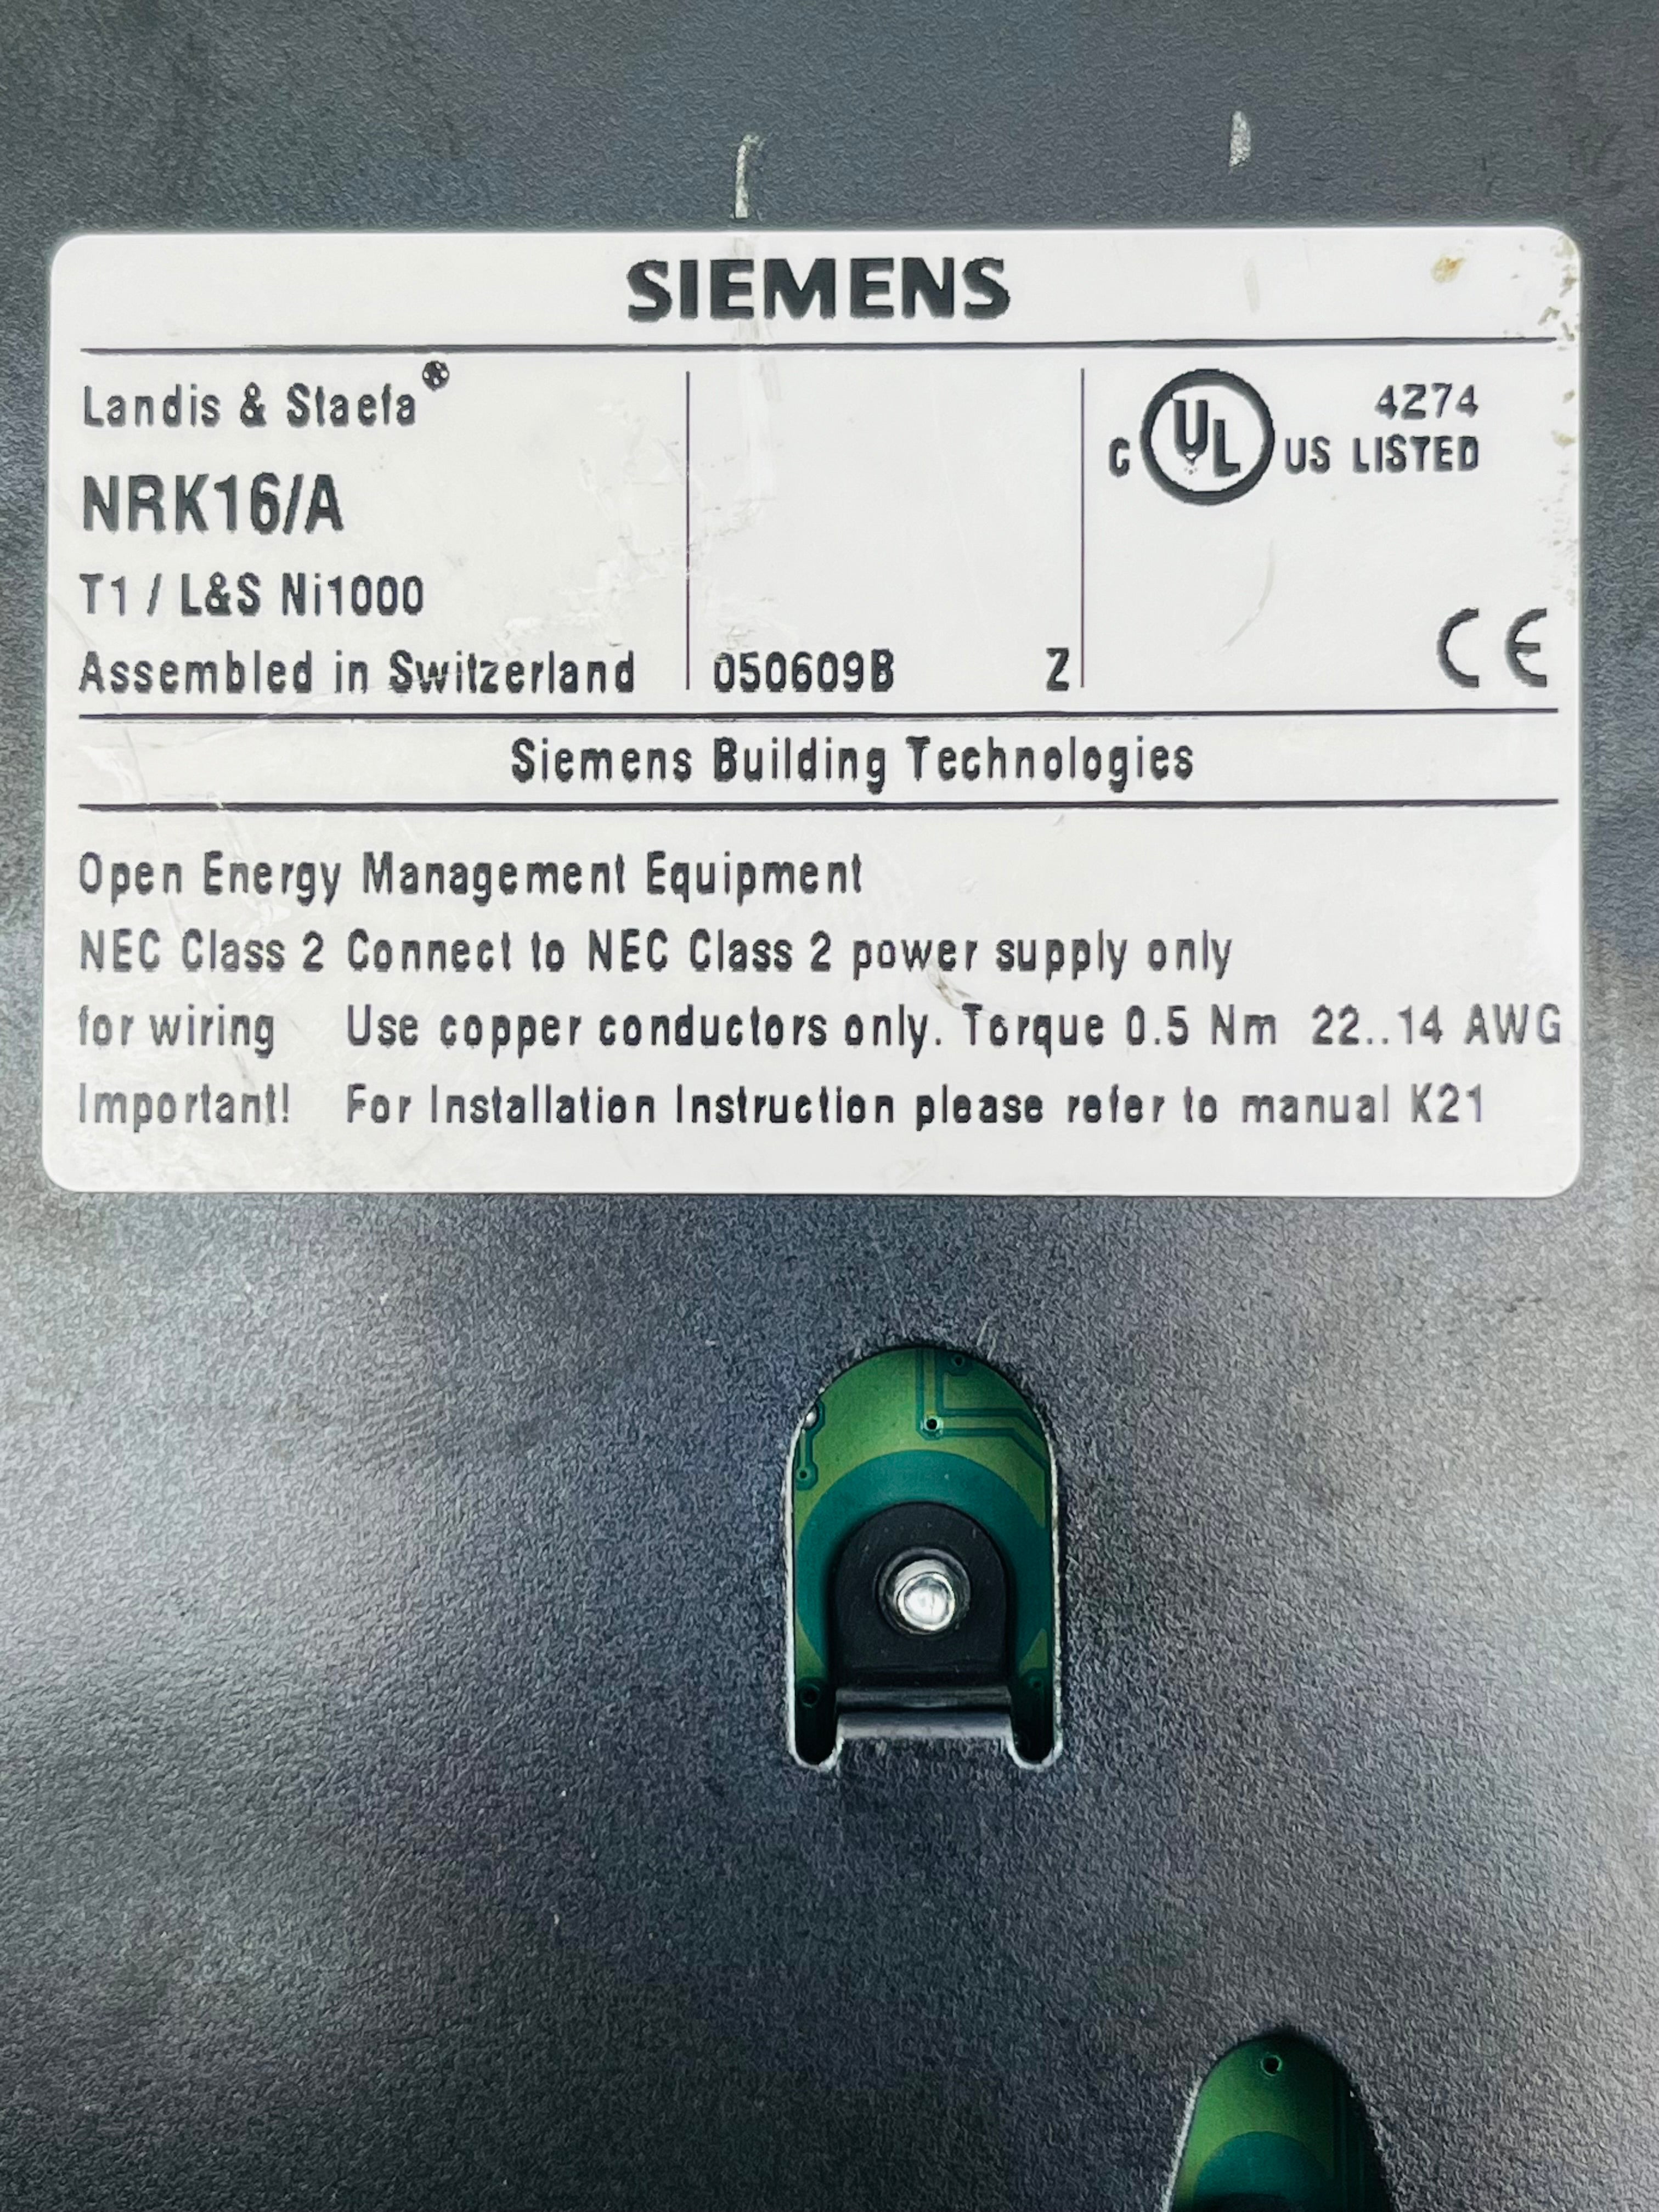 SIEMENS
Landis & Staefa®
NRK16/A
T1 / L&S Ni1000
Assembled in Switzerland
050609B Z
C UL US LISTED
4274
CE
Siemens Building Technologies
Open Energy Management Equipment
NEC Class 2 Connect to NEC Class 2 power supply only
for wiring Use copper conductors only. Torque 0.5 Nm 22..14 AWG
Important! For Installation Instruction please refer to manual K21